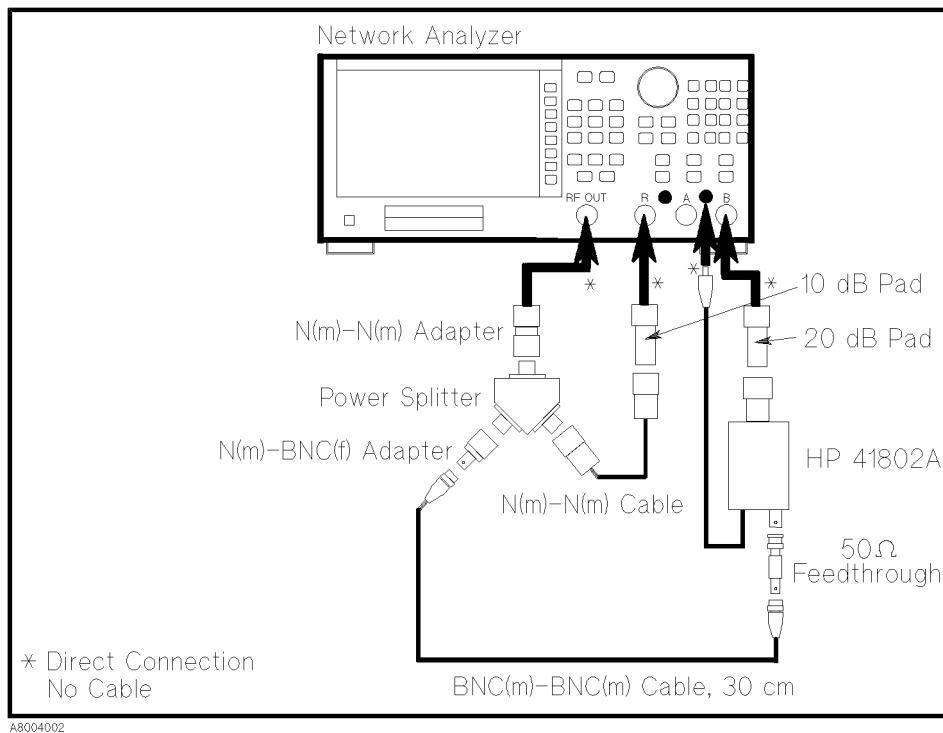 Network Analyzer
RF OUT
R
A
B
*
*
*
*
10 dB Pad
N(m)-N(m) Adapter
20 dB Pad
Power Splitter
N(m)-BNC(f) Adapter
HP 41802A
N(m)-N(m) Cable
50Ω
Feedthrough
* Direct Connection
No Cable
BNC(m)-BNC(m) Cable, 30 cm
A8004002